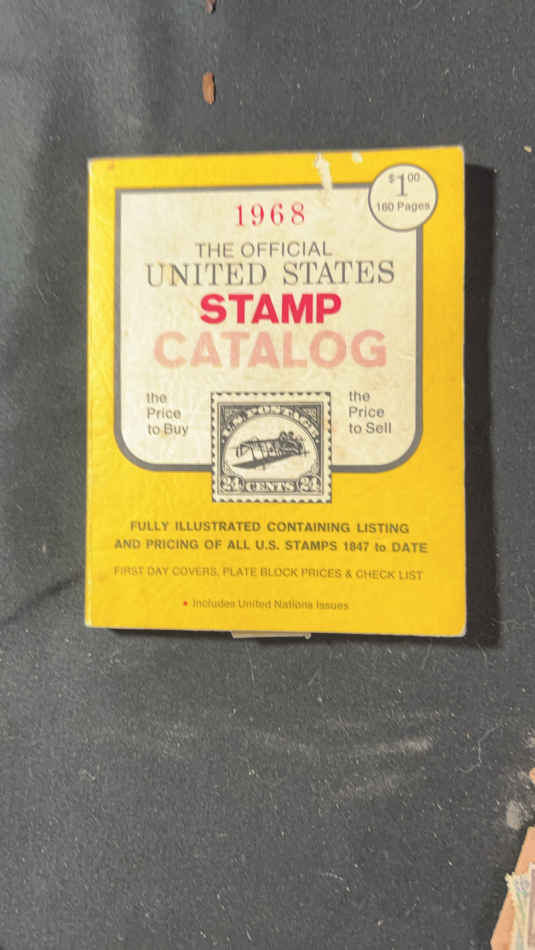 $1.00
160 Pages
1968
THE OFFICIAL
UNITED STATES
STAMP
CATALOG
the
Price
to Buy
the
Price
to Sell
U.S. POSTAGE
24 CENTS 24
FULLY ILLUSTRATED CONTAINING LISTING
AND PRICING OF ALL U.S. STAMPS 1847 to DATE
FIRST DAY COVERS, PLATE BLOCK PRICES & CHECK LIST
• Includes United Nations Issues